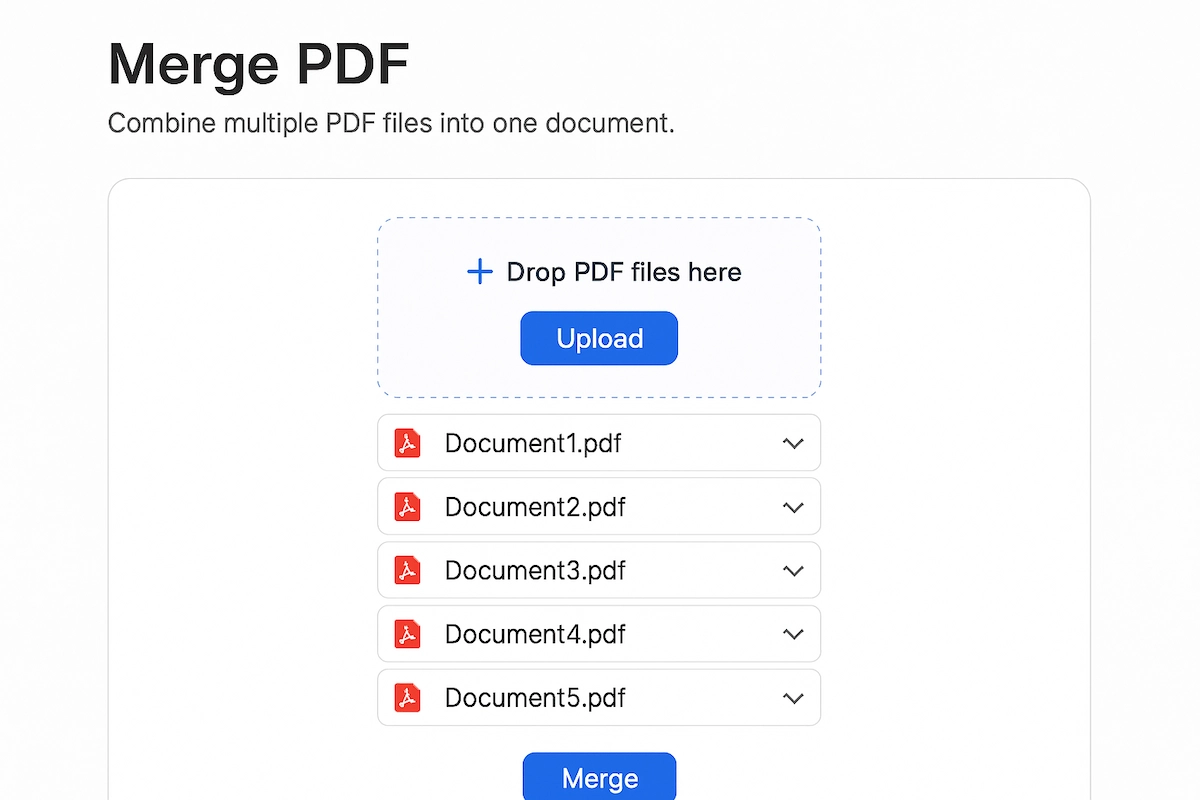 Merge PDF
Combine multiple PDF files into one document.
Drop PDF files here
Upload
Document1.pdf
Document2.pdf
Document3.pdf
Document4.pdf
Document5.pdf
Merge